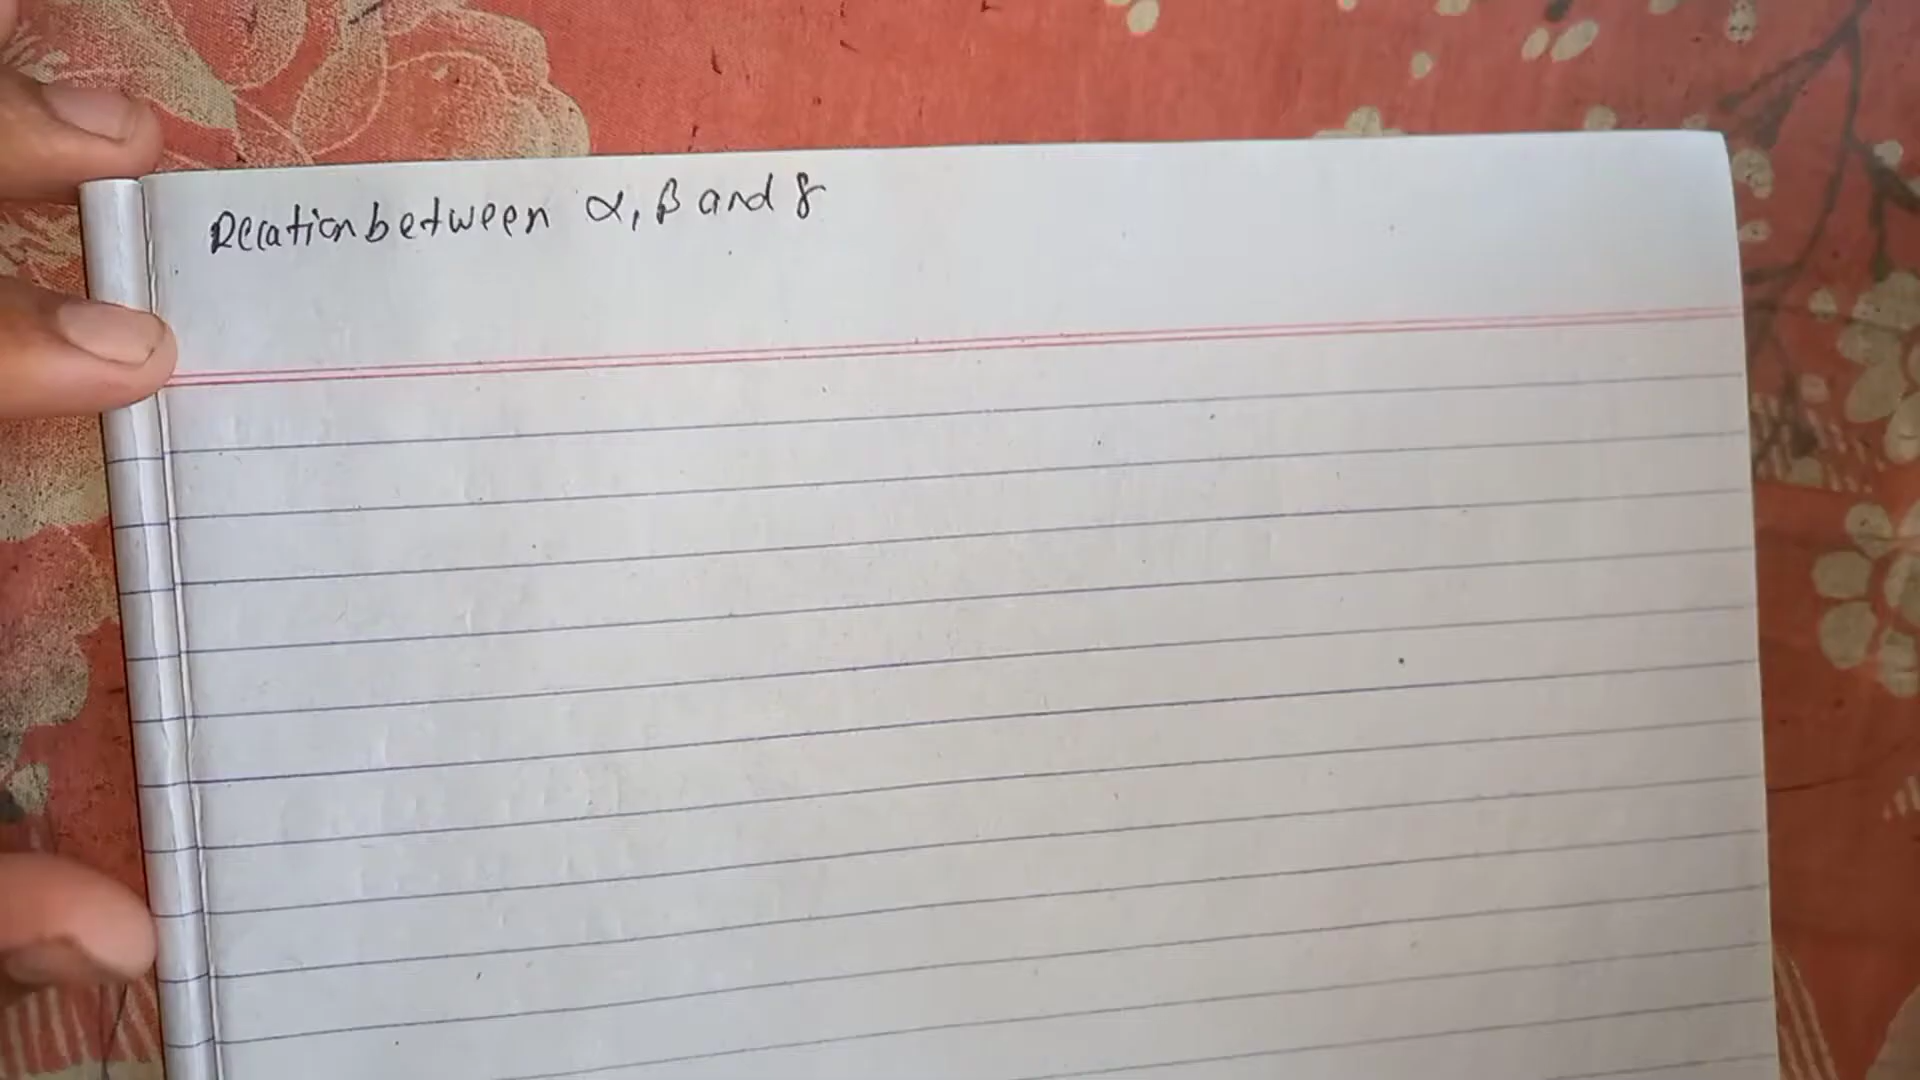 Relation between α, β and γ